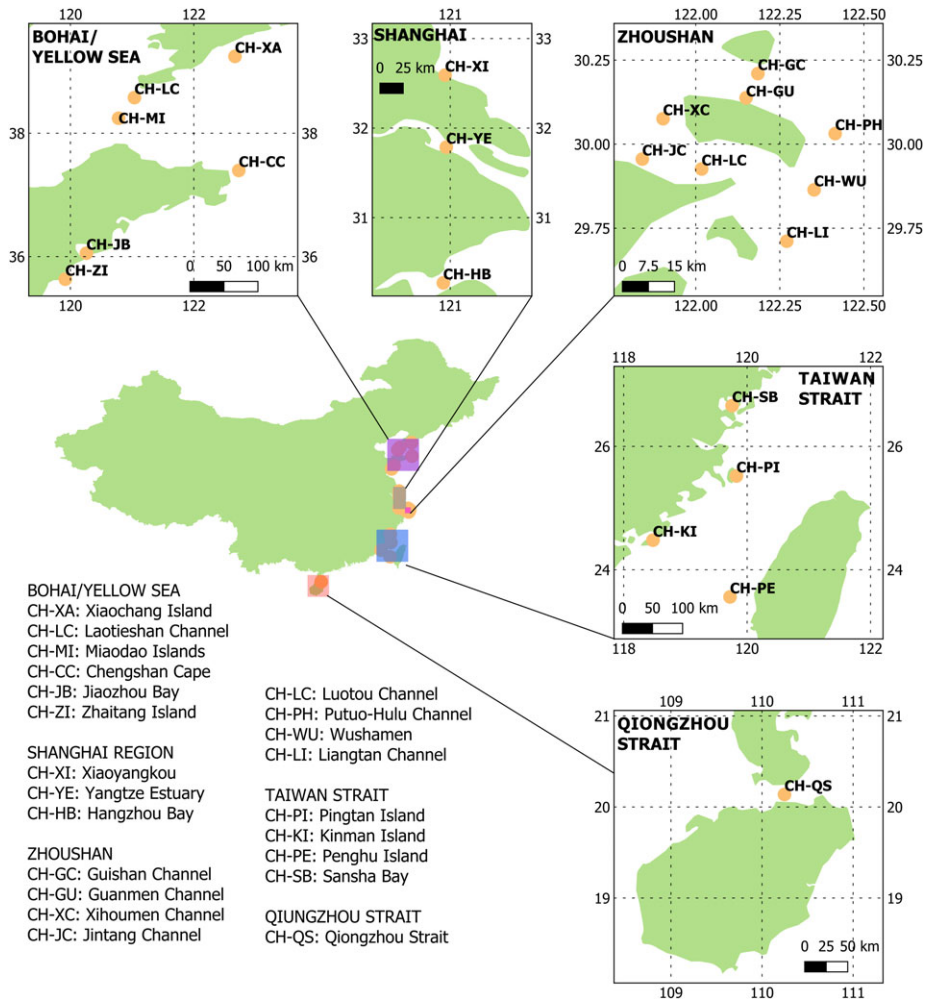 120
122
BOHAI/
YELLOW SEA
CH-XA
CH-LC
CH-MI
38
38
CH-CC
CH-JB
36
36
CH-ZI
0 50 100 km
120
122
121
33
33
SHANGHAI
0 25 km
CH-XI
32
32
CH-YE
31
31
CH-HB
121
122.00 122.25 122.50
ZHOUSHAN
30.25
30.25
CH-GC
CH-GU
CH-XC
CH-PH
30.00
30.00
CH-JC
CH-LC
CH-WU
29.75
29.75
CH-LI
0 7.5 15 km
122.00 122.25 122.50
118 120 122
TAIWAN
STRAIT
CH-SB
26
26
CH-PI
CH-KI
24
24
CH-PE
0 50 100 km
118 120 122
109 110 111
21
21
QIONGZHOU
STRAIT
CH-QS
20
20
19
19
0 25 50 km
109 110 111
BOHAI/YELLOW SEA
CH-XA: Xiaochang Island
CH-LC: Laotieshan Channel
CH-MI: Miaodao Islands
CH-CC: Chengshan Cape
CH-JB: Jiaozhou Bay
CH-ZI: Zhaitang Island
SHANGHAI REGION
CH-XI: Xiaoyangkou
CH-YE: Yangtze Estuary
CH-HB: Hangzhou Bay
ZHOUSHAN
CH-GC: Guishan Channel
CH-GU: Guanmen Channel
CH-XC: Xihoumen Channel
CH-JC: Jintang Channel
CH-LC: Luotou Channel
CH-PH: Putuo-Hulu Channel
CH-WU: Wushamen
CH-LI: Liangtan Channel
TAIWAN STRAIT
CH-PI: Pingtan Island
CH-KI: Kinman Island
CH-PE: Penghu Island
CH-SB: Sansha Bay
QIUNGZHOU STRAIT
CH-QS: Qiongzhou Strait